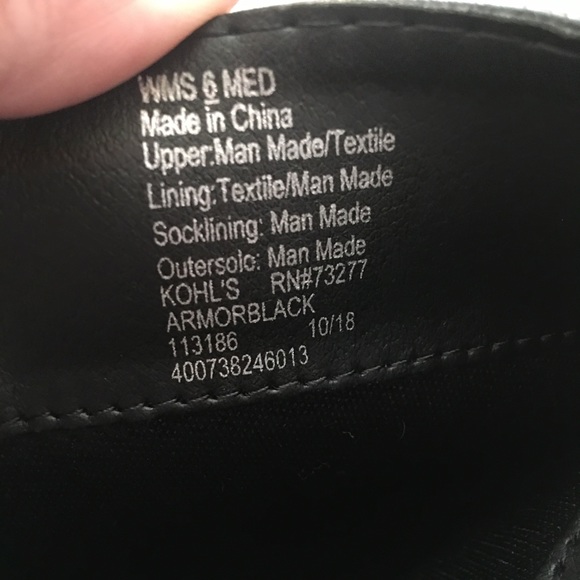 WMS 6 MED
Made in China
Upper:Man Made/Textile
Lining:Textile/Man Made
Socklining: Man Made
Outersole: Man Made
KOHL'S RN#73277
ARMORBLACK
113186 10/18
400738246013